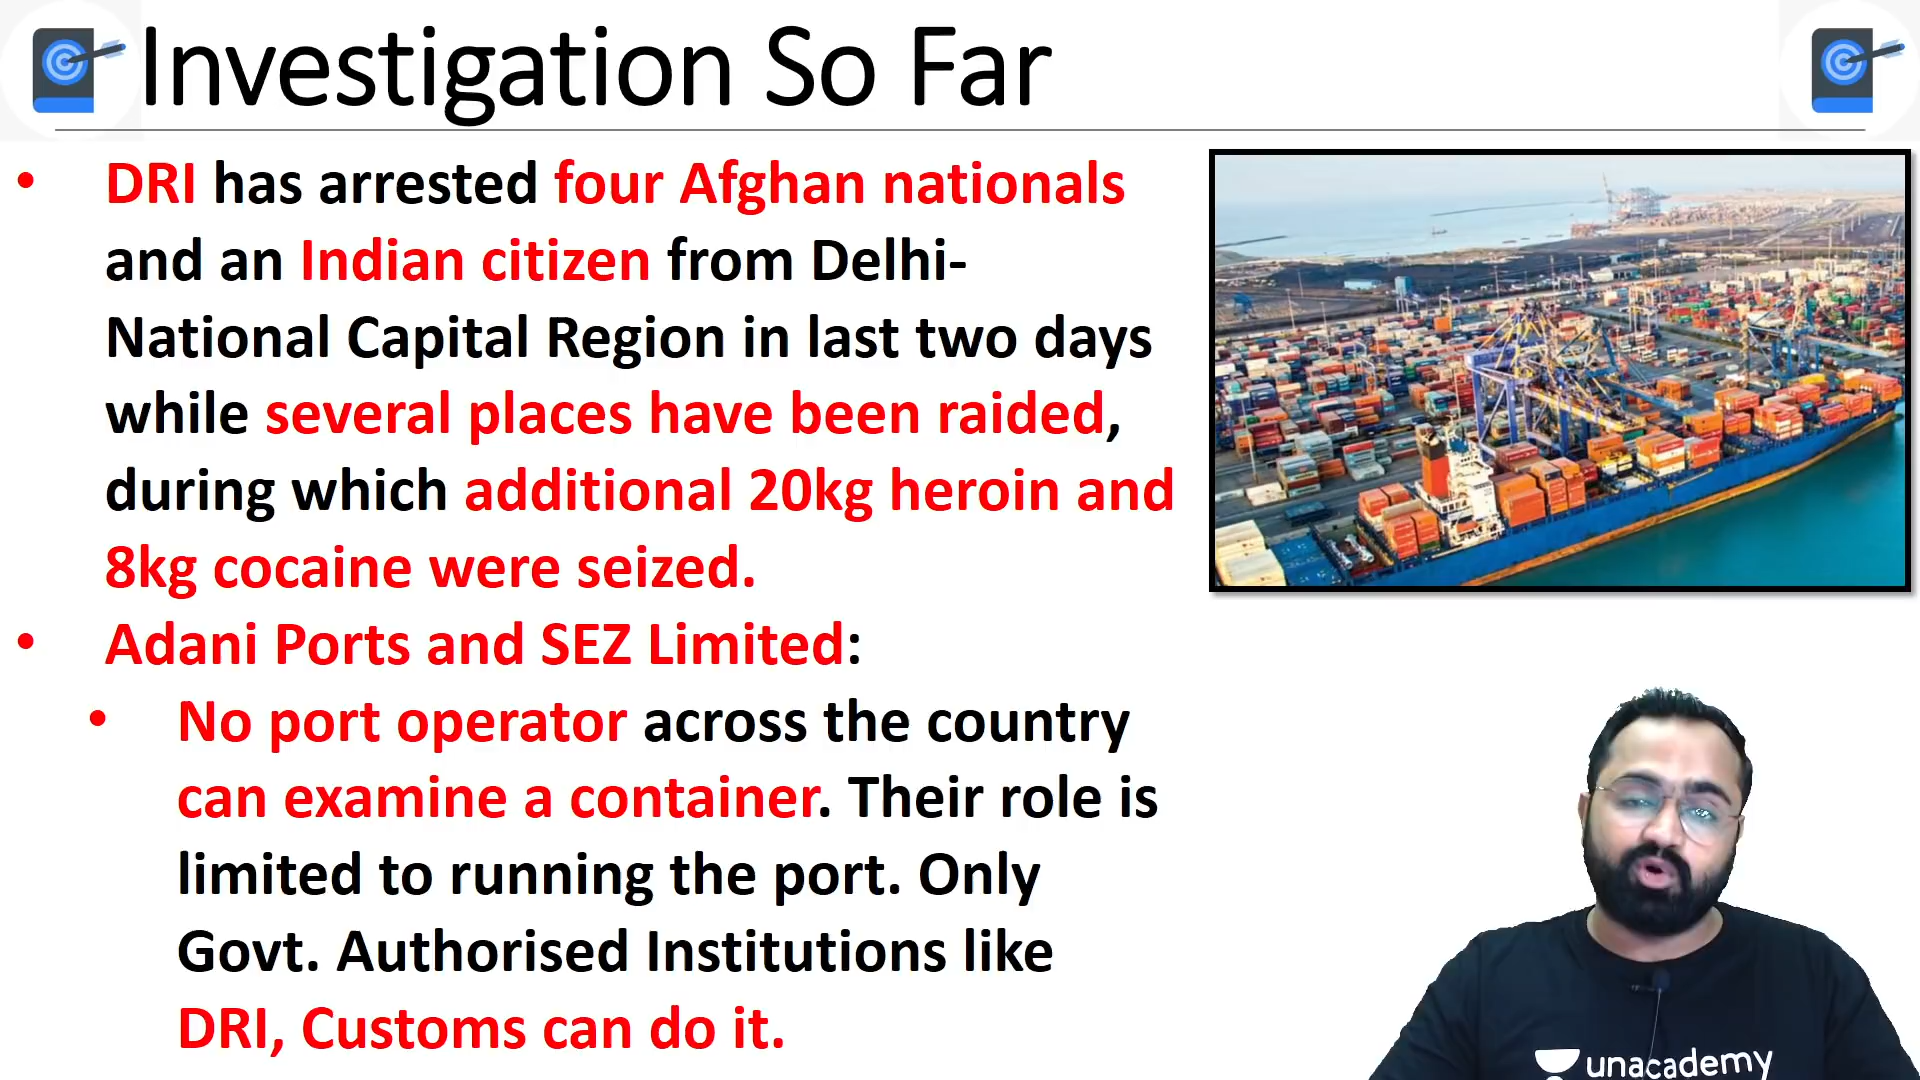 Investigation So Far
• DRI has arrested four Afghan nationals
and an Indian citizen from Delhi-
National Capital Region in last two days
while several places have been raided,
during which additional 20kg heroin and
8kg cocaine were seized.
• Adani Ports and SEZ Limited:
• No port operator across the country
can examine a container. Their role is
limited to running the port. Only
Govt. Authorised Institutions like
DRI, Customs can do it.
unacademy